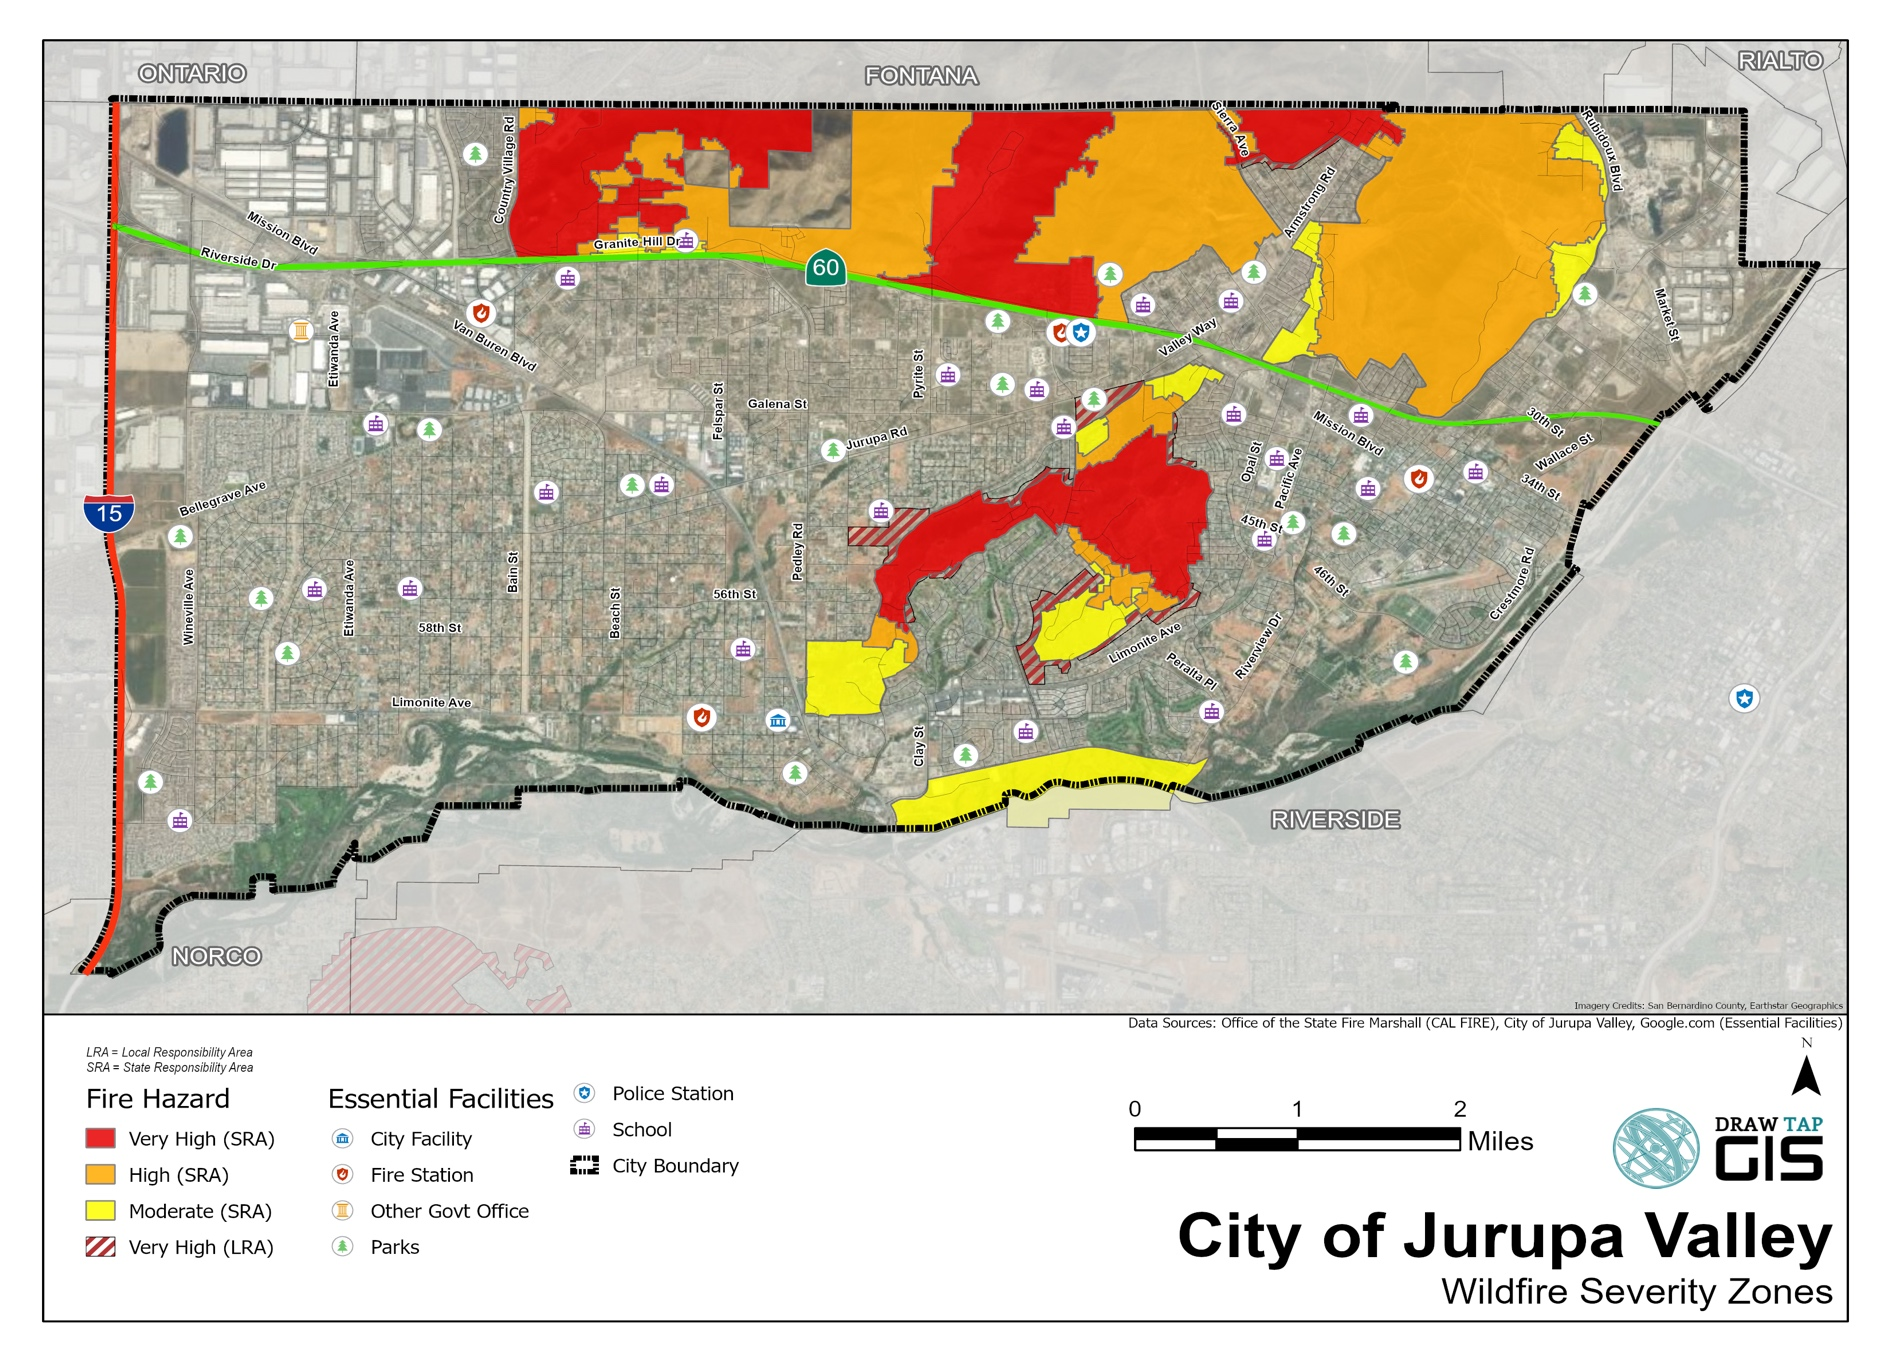 ONTARIO
FONTANA
RIALTO
Country Village Rd
Sierra Ave
Rubidoux Blvd
Mission Blvd
Armstrong Rd
Granite Hill Dr
Riverside Dr
60
Market St
Etiwanda Ave
Van Buren Blvd
Valley Way
Pyrite St
Felspar St
Galena St
30th St
Mission Blvd
Jurupa Rd
Wallace St
Opal St
Pacific Ave
34th St
Bellegrave Ave
15
45th St
Pedley Rd
Bain St
Wineville Ave
Etiwanda Ave
Beach St
56th St
46th St
Crestmore Rd
58th St
Limonite Ave
Riverview Dr
Peralta Pl
Limonite Ave
Clay St
RIVERSIDE
NORCO
Imagery Credits: San Bernardino County, Earthstar Geographics
Data Sources: Office of the State Fire Marshall (CAL FIRE), City of Jurupa Valley, Google.com (Essential Facilities)
LRA = Local Responsibility Area
SRA = State Responsibility Area
Fire Hazard
Very High (SRA)
High (SRA)
Moderate (SRA)
Very High (LRA)
Essential Facilities
City Facility
Fire Station
Other Govt Office
Parks
Police Station
School
City Boundary
0 1 2
Miles
N
DRAW TAP
GIS
City of Jurupa Valley
Wildfire Severity Zones